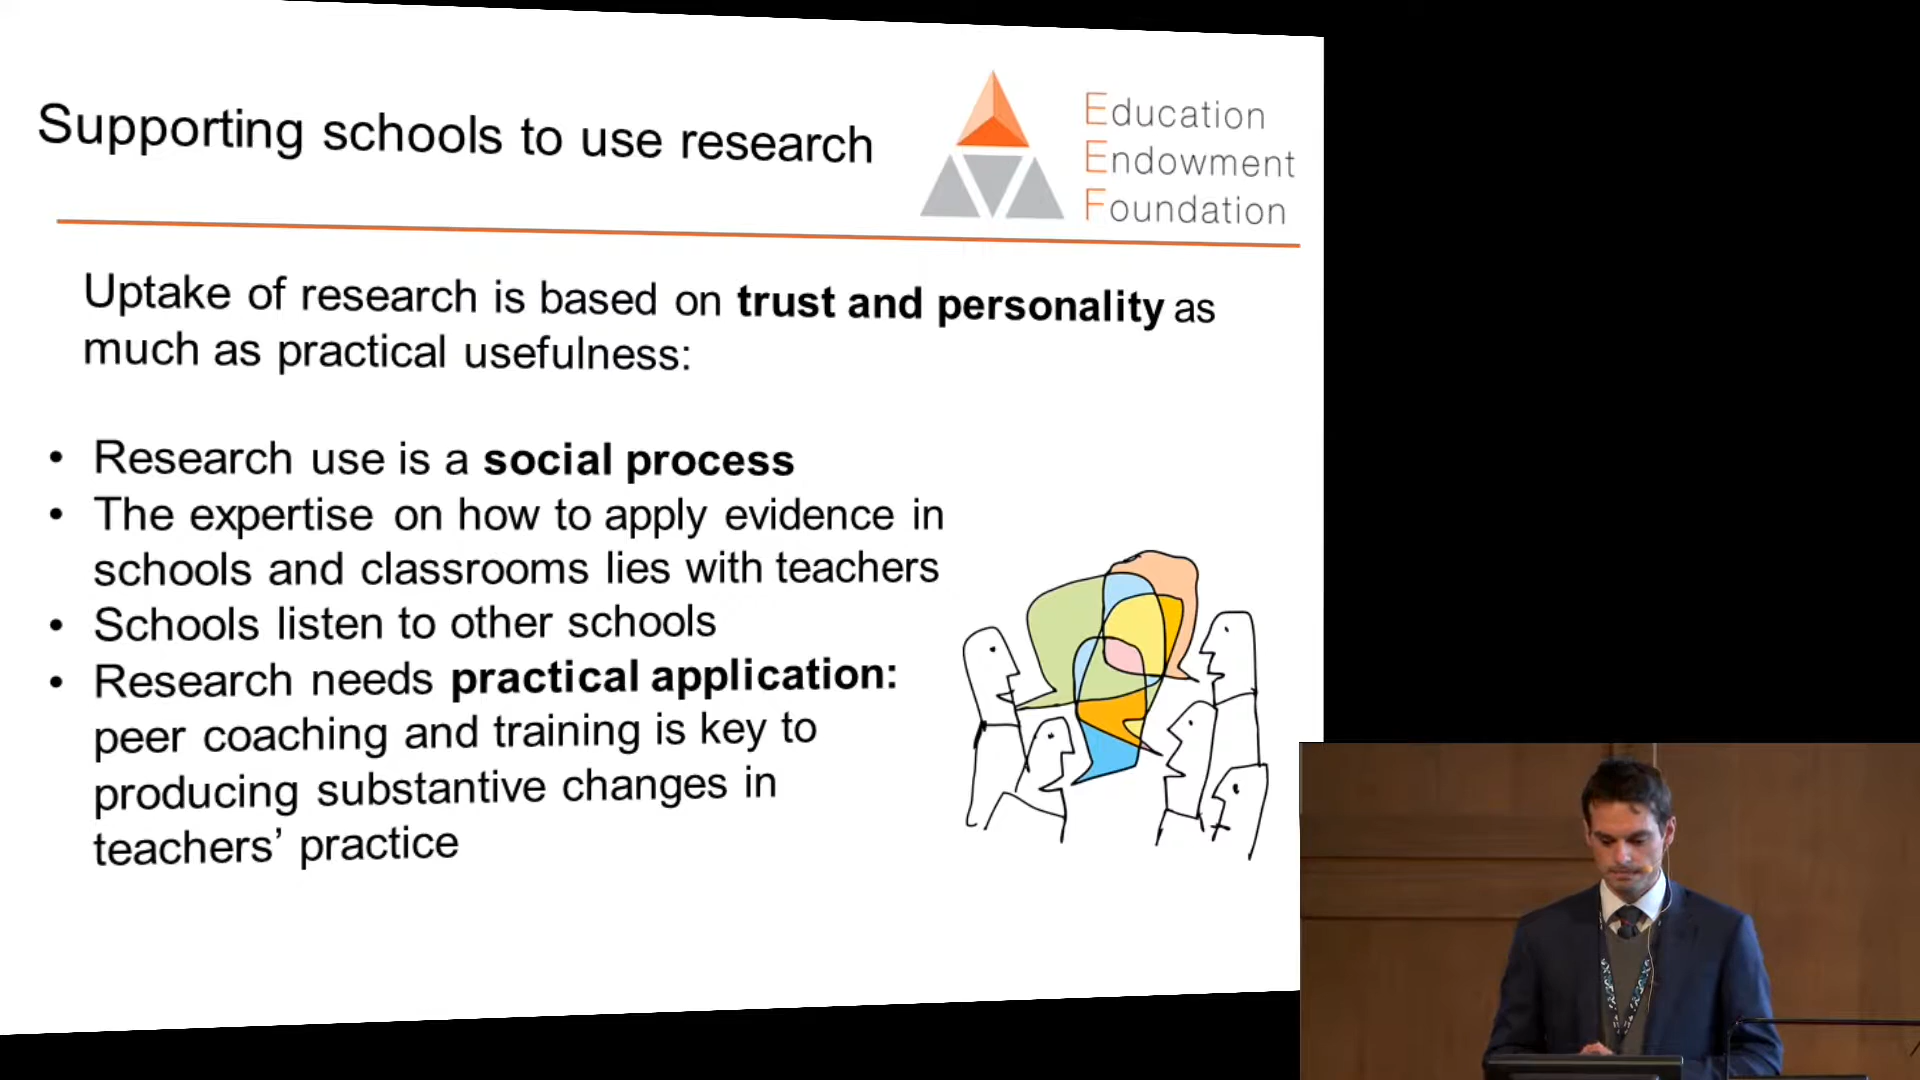 Supporting schools to use research
Education
Endowment
Foundation
Uptake of research is based on trust and personality as
much as practical usefulness:
• Research use is a social process
• The expertise on how to apply evidence in
schools and classrooms lies with teachers
• Schools listen to other schools
• Research needs practical application:
peer coaching and training is key to
producing substantive changes in
teachers’ practice